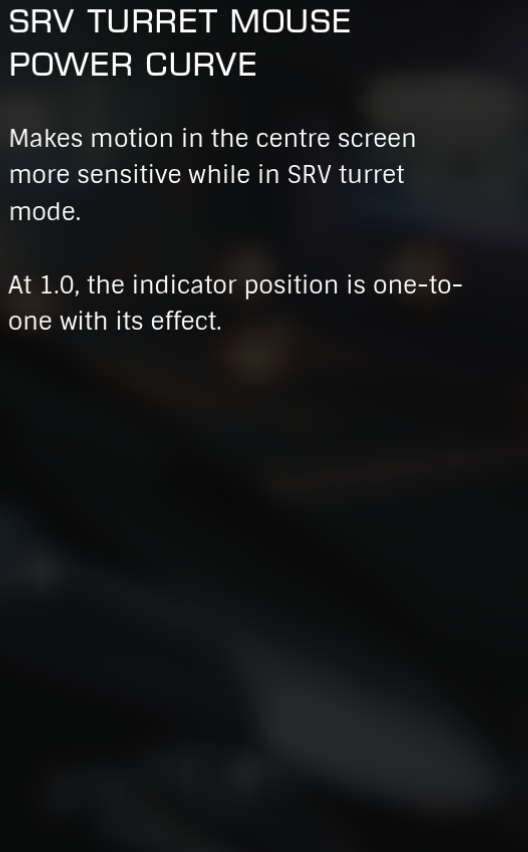 SRV TURRET MOUSE
POWER CURVE
Makes motion in the centre screen
more sensitive while in SRV turret
mode.
At 1.0, the indicator position is one-to-
one with its effect.